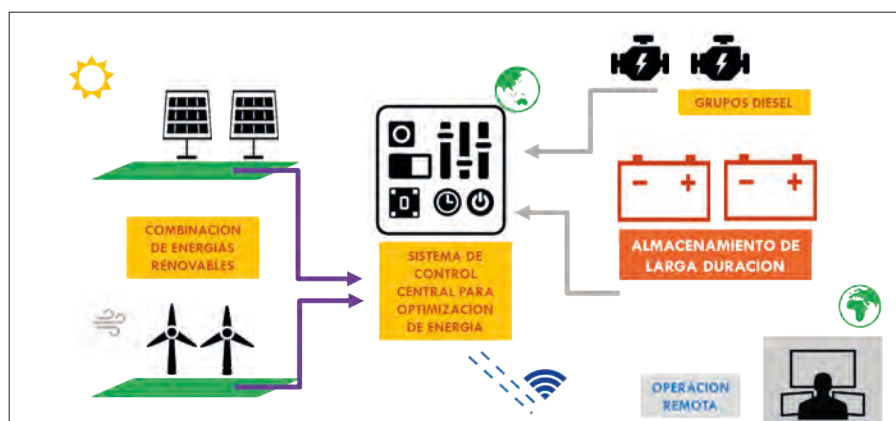 GRUPOS DIESEL
COMBINACION
DE ENERGIAS
RENOVABLES
SISTEMA DE
CONTROL
CENTRAL PARA
OPTIMIZACION
DE ENERGIA
ALMACENAMIENTO DE
LARGA DURACION
OPERACION
REMOTA